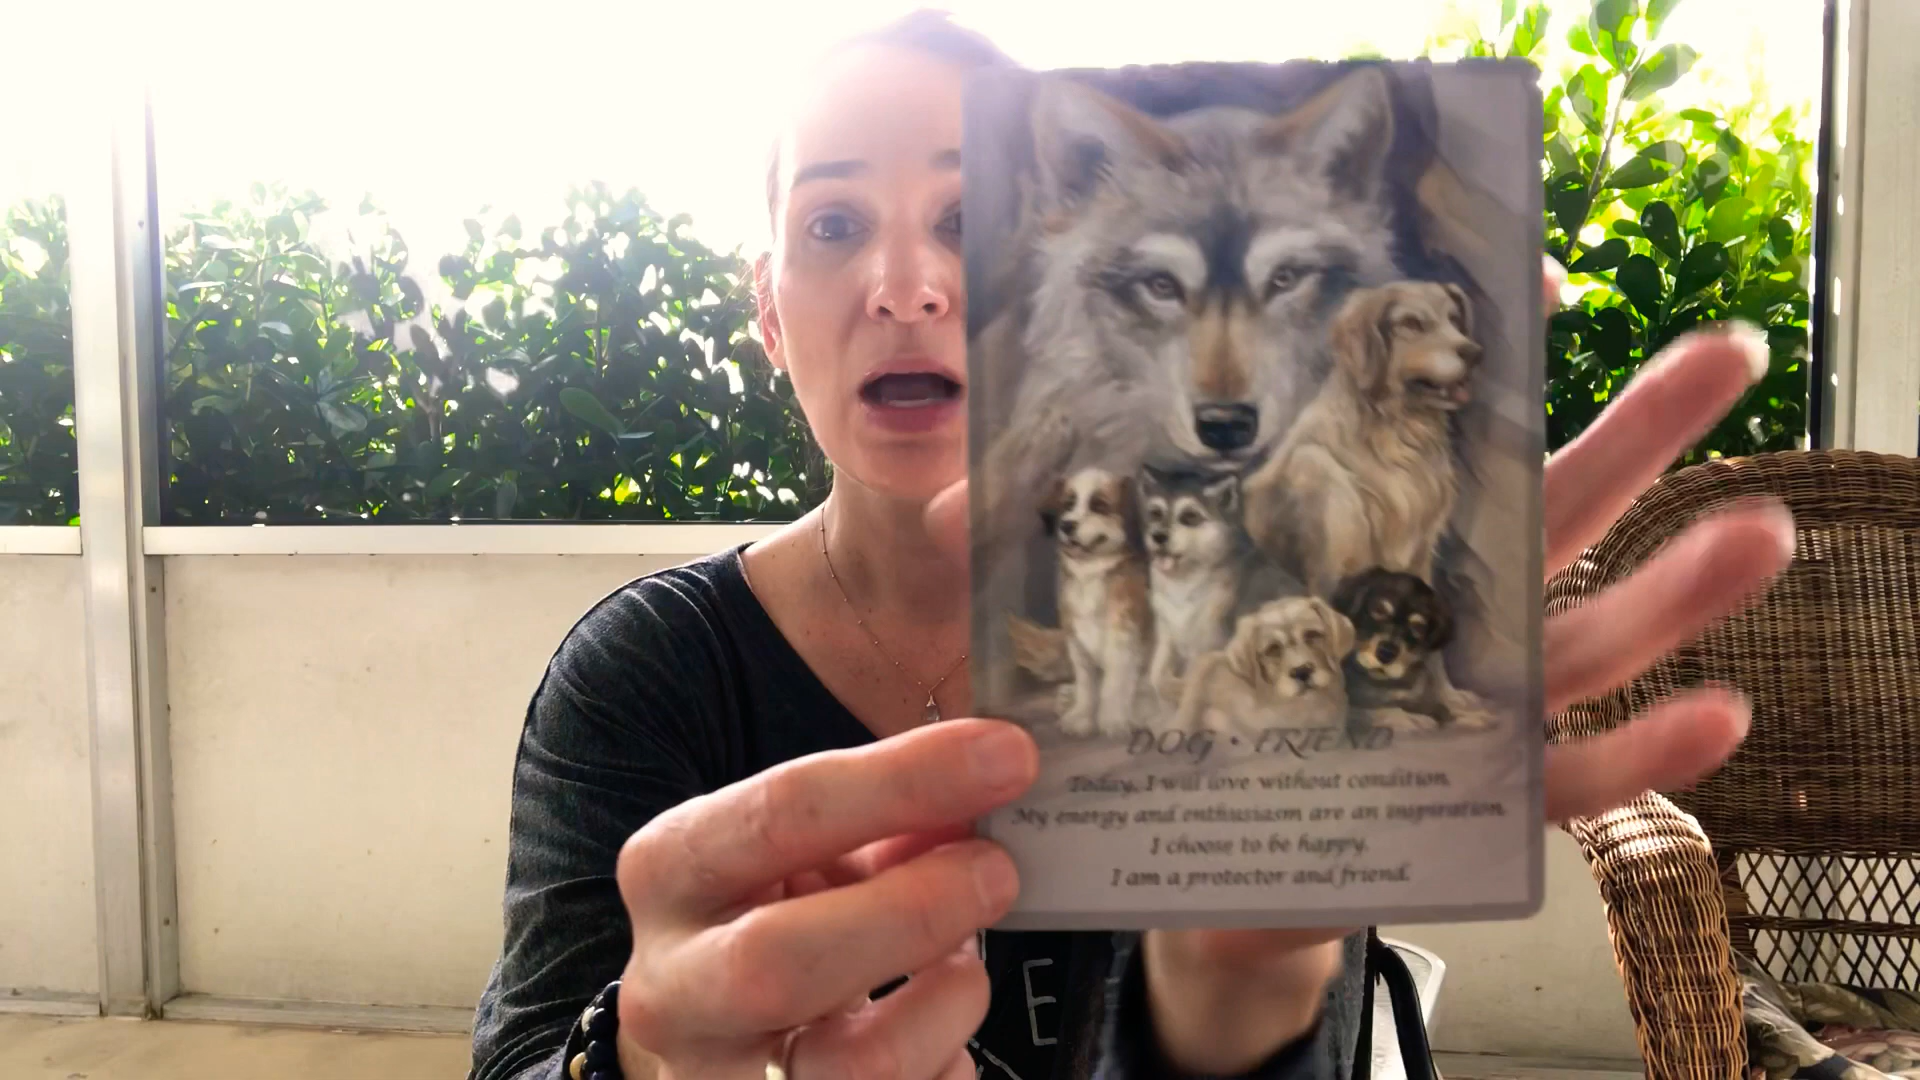 DOG • FRIEND
Today, I will love without condition.
My energy and enthusiasm are an inspiration.
I choose to be happy.
I am a protector and friend.
E